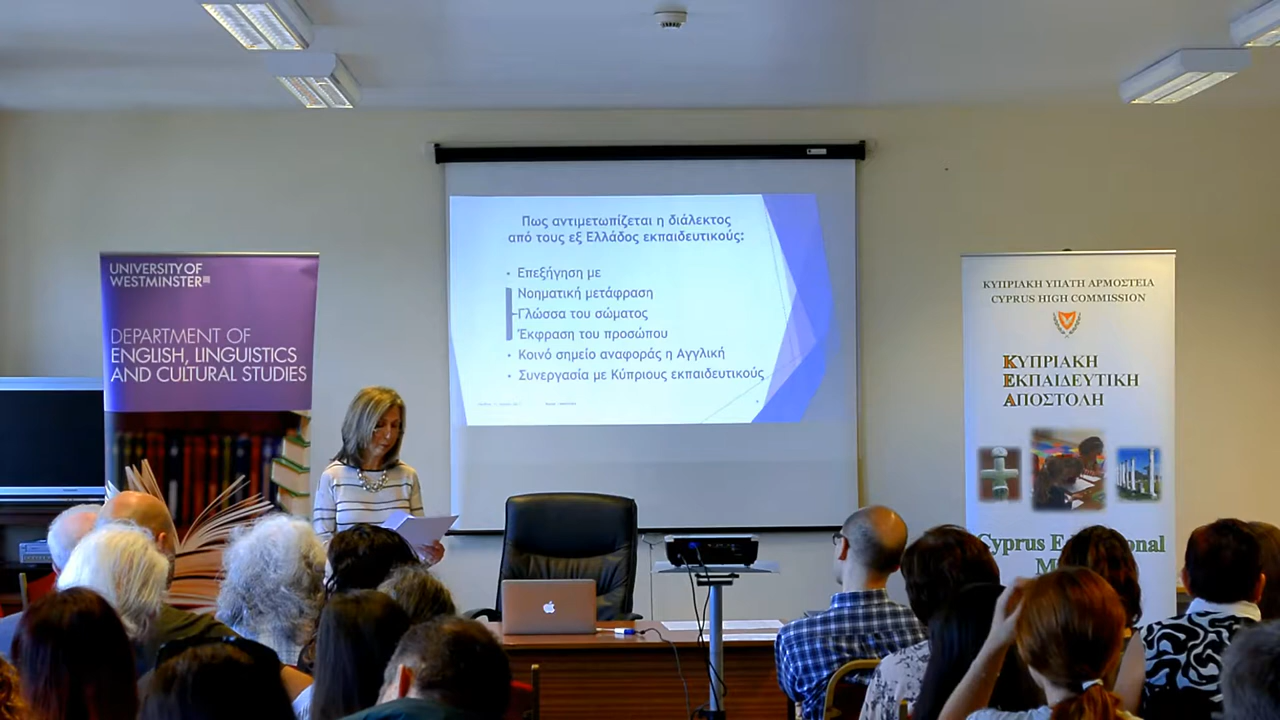 UNIVERSITY OF
WESTMINSTER
DEPARTMENT OF
ENGLISH, LINGUISTICS
AND CULTURAL STUDIES
Πως αντιμετωπίζεται η διάλεκτος
από τους εξ Ελλάδος εκπαιδευτικούς:
• Επεξήγηση με
Νοηματική μετάφραση
Γλώσσα του σώματος
Έκφραση του προσώπου
• Κοινό σημείο αναφοράς η Αγγλική
• Συνεργασία με Κύπριους εκπαιδευτικούς
ΚΥΠΡΙΑΚΗ ΥΠΑΤΗ ΑΡΜΟΣΤΕΙΑ
CYPRUS HIGH COMMISSION
ΚΥΠΡΙΑΚΗ
ΕΚΠΑΙΔΕΥΤΙΚΗ
ΑΠΟΣΤΟΛΗ
Cyprus